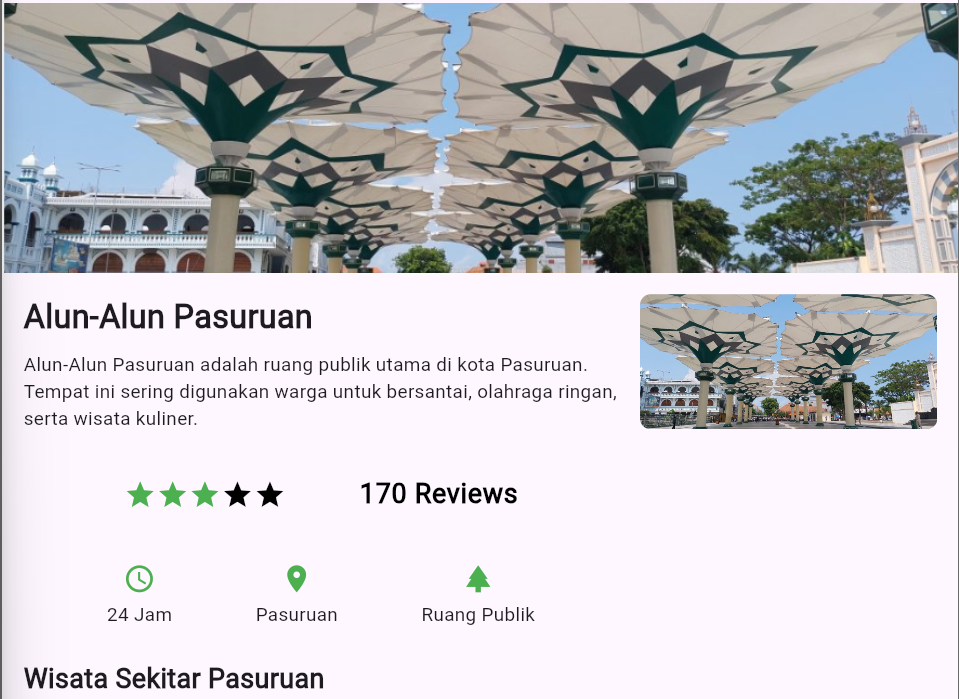 Alun-Alun Pasuruan
Alun-Alun Pasuruan adalah ruang publik utama di kota Pasuruan.
Tempat ini sering digunakan warga untuk bersantai, olahraga ringan,
serta wisata kuliner.
170 Reviews
24 Jam
Pasuruan
Ruang Publik
Wisata Sekitar Pasuruan